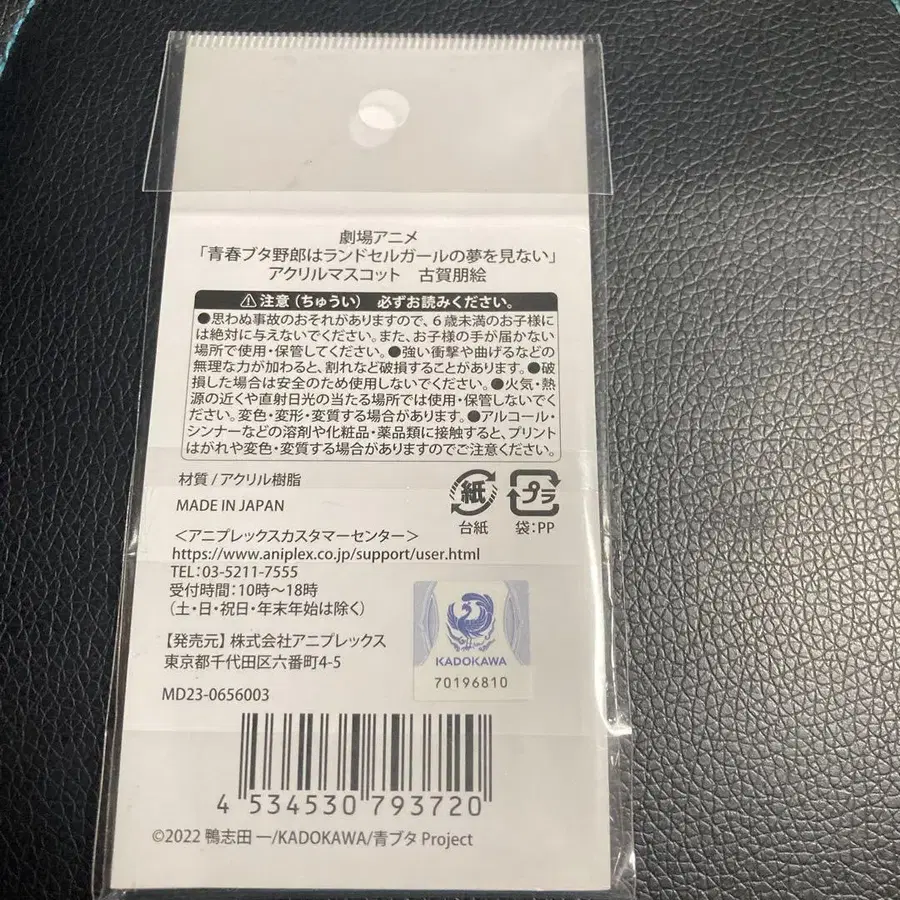 劇場アニメ
「青春ブタ野郎はランドセルガールの夢を見ない」
アクリルマスコット　古賀朋絵
⚠注意（ちゅうい）　必ずお読みください。
●思わぬ事故のおそれがありますので、6歳未満のお子様に
は絶対に与えないでください。また、お子様の手が届かない
場所で使用・保管してください。●強い衝撃や曲げるなどの
無理な力が加わると、割れなど破損することがあります。●破
損した場合は安全のため使用しないでください。●火気・熱
源の近くや直射日光の当たる場所では使用・保管しないでく
ださい。変色・変形・変質する場合があります。●アルコール・
シンナーなどの溶剤や化粧品・薬品類に接触すると、プリント
はがれや変色・変質する場合がありますのでご注意ください。
材質 / アクリル樹脂
MADE IN JAPAN
紙
台紙
プラ
袋:PP
＜アニプレックスカスタマーセンター＞
https://www.aniplex.co.jp/support/user.html
TEL:03-5211-7555
受付時間：10時～18時
（土・日・祝日・年末年始は除く）
【発売元】株式会社アニプレックス
東京都千代田区六番町4-5
MD23-0656003
KADOKAWA
70196810
4 534530 793720
©2022 鴨志田 一/KADOKAWA/青ブタ Project